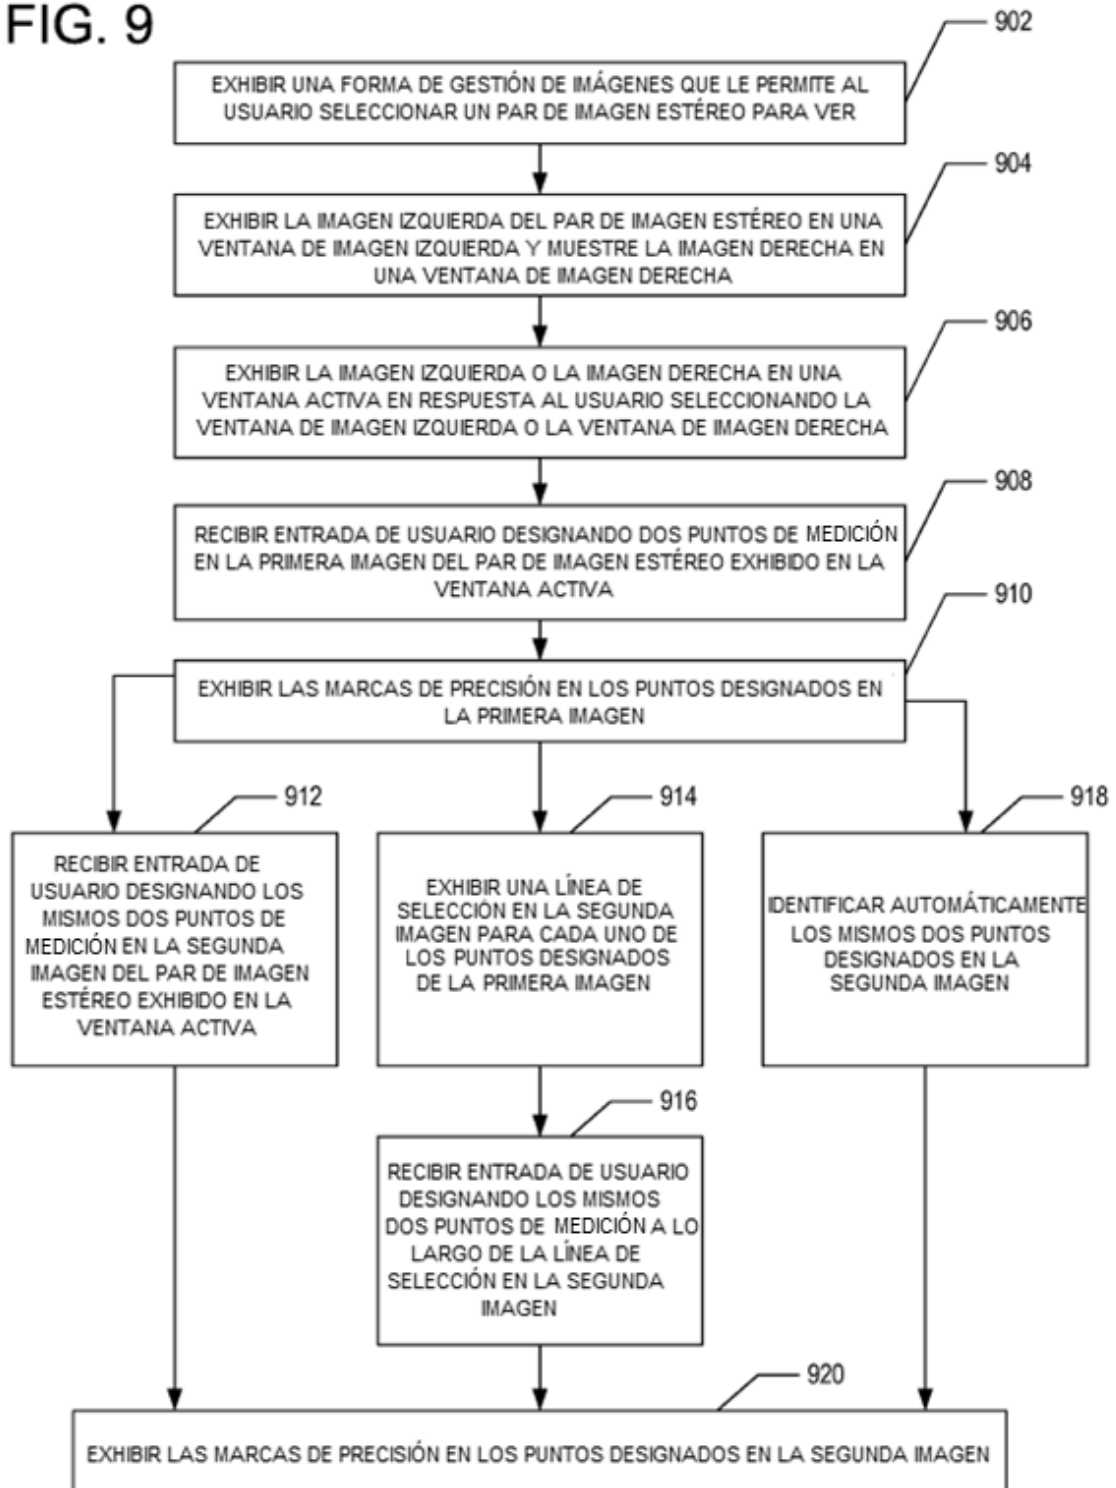 FIG. 9
902
EXHIBIR UNA FORMA DE GESTIÓN DE IMÁGENES QUE LE PERMITE AL
USUARIO SELECCIONAR UN PAR DE IMAGEN ESTÉREO PARA VER
904
EXHIBIR LA IMAGEN IZQUIERDA DEL PAR DE IMAGEN ESTÉREO EN UNA
VENTANA DE IMAGEN IZQUIERDA Y MUESTRE LA IMAGEN DERECHA EN
UNA VENTANA DE IMAGEN DERECHA
906
EXHIBIR LA IMAGEN IZQUIERDA O LA IMAGEN DERECHA EN UNA
VENTANA ACTIVA EN RESPUESTA AL USUARIO SELECCIONANDO LA
VENTANA DE IMAGEN IZQUIERDA O LA VENTANA DE IMAGEN DERECHA
908
RECIBIR ENTRADA DE USUARIO DESIGNANDO DOS PUNTOS DE MEDICIÓN
EN LA PRIMERA IMAGEN DEL PAR DE IMAGEN ESTÉREO EXHIBIDO EN LA
VENTANA ACTIVA
910
EXHIBIR LAS MARCAS DE PRECISIÓN EN LOS PUNTOS DESIGNADOS EN
LA PRIMERA IMAGEN
912
RECIBIR ENTRADA DE
USUARIO DESIGNANDO LOS
MISMOS DOS PUNTOS DE
MEDICIÓN EN LA SEGUNDA
IMAGEN DEL PAR DE IMAGEN
ESTÉREO EXHIBIDO EN LA
VENTANA ACTIVA
914
EXHIBIR UNA LÍNEA DE
SELECCIÓN EN LA SEGUNDA
IMAGEN PARA CADA UNO DE
LOS PUNTOS DESIGNADOS
DE LA PRIMERA IMAGEN
918
IDENTIFICAR AUTOMÁTICAMENTE
LOS MISMOS DOS PUNTOS
DESIGNADOS EN LA
SEGUNDA IMAGEN
916
RECIBIR ENTRADA DE USUARIO
DESIGNANDO LOS MISMOS
DOS PUNTOS DE MEDICIÓN A LO
LARGO DE LA LÍNEA DE
SELECCIÓN EN LA SEGUNDA
IMAGEN
920
EXHIBIR LAS MARCAS DE PRECISIÓN EN LOS PUNTOS DESIGNADOS EN LA SEGUNDA IMAGEN